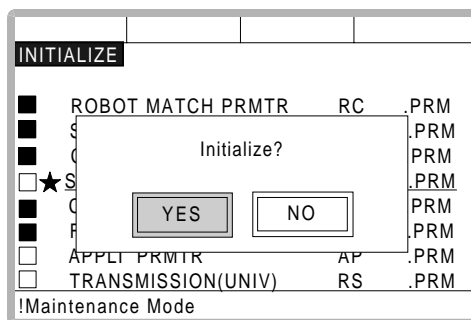 INITIALIZE
ROBOT MATCH PRMTR RC .PRM
S .PRM
Initialize?
PRM
S .PRM
YES NO
PRM
F .PRM
APPLI PRMTR AP .PRM
TRANSMISSION(UNIV) RS .PRM
!Maintenance Mode